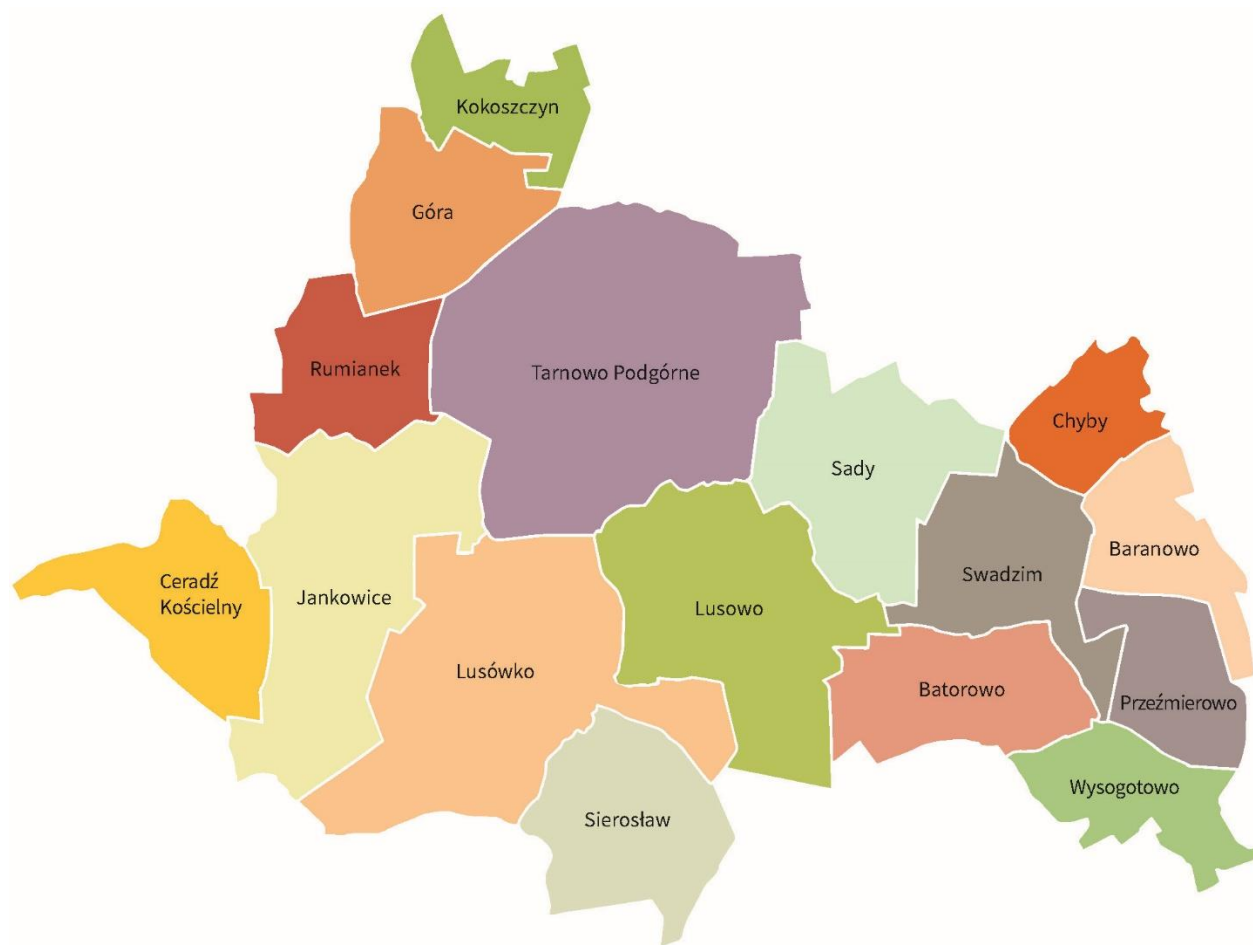 Kokoszczyn
Góra
Rumianek
Tarnowo Podgórne
Chyby
Sady
Baranowo
Swadzim
Ceradź
Kościelny
Jankowice
Lusowo
Lusówko
Batorowo
Przeźmierowo
Wysogotowo
Sierosław